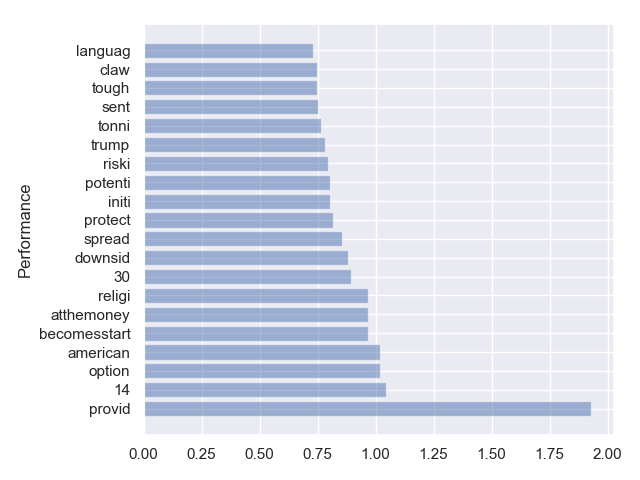 languag
claw
tough
sent
tonni
trump
riski
potenti
initi
protect
spread
downsid
30
religi
atthemoney
becomesstart
american
option
14
provid
Performance
0.00 0.25 0.50 0.75 1.00 1.25 1.50 1.75 2.00